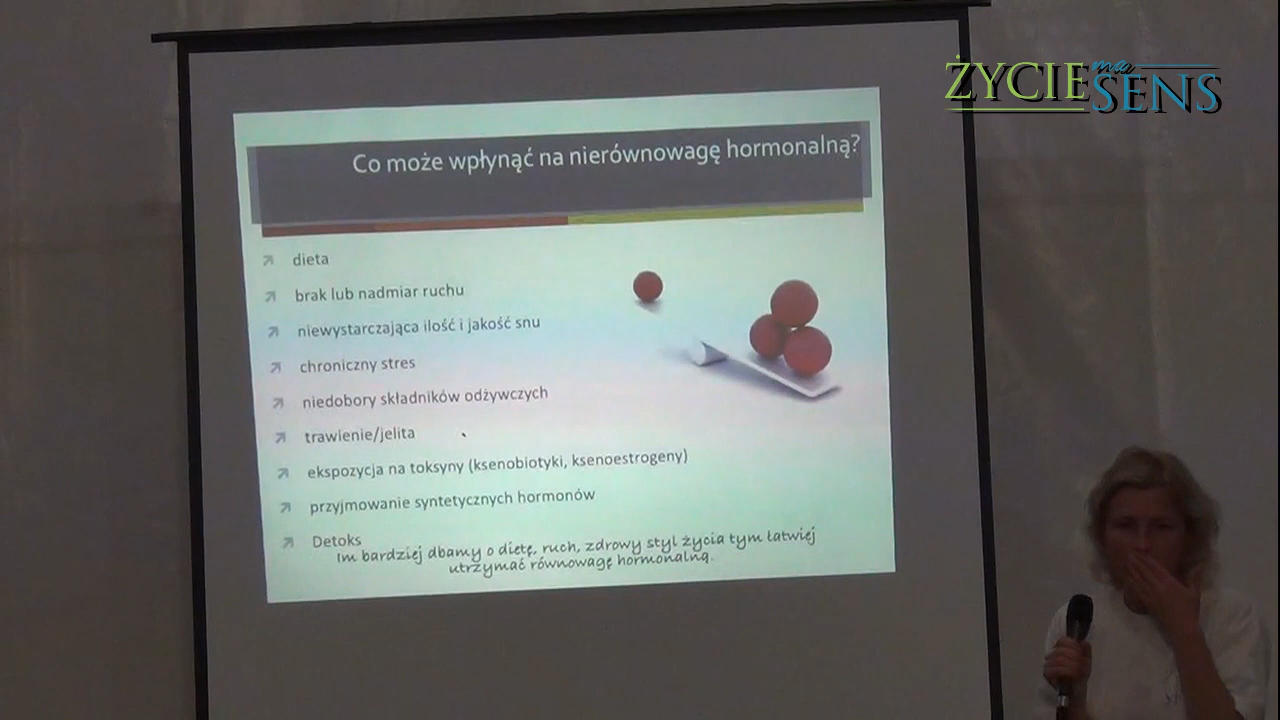 ŻYCIE ma SENS
Co może wpłynąć na nierównowagę hormonalną?
dieta
brak lub nadmiar ruchu
niewystarczająca ilość i jakość snu
chroniczny stres
niedobory składników odżywczych
trawienie/jelita
ekspozycja na toksyny (ksenobiotyki, ksenoestrogeny)
przyjmowanie syntetycznych hormonów
Detoks
Im bardziej dbamy o dietę, ruch, zdrowy styl życia tym łatwiej
utrzymać równowagę hormonalną.